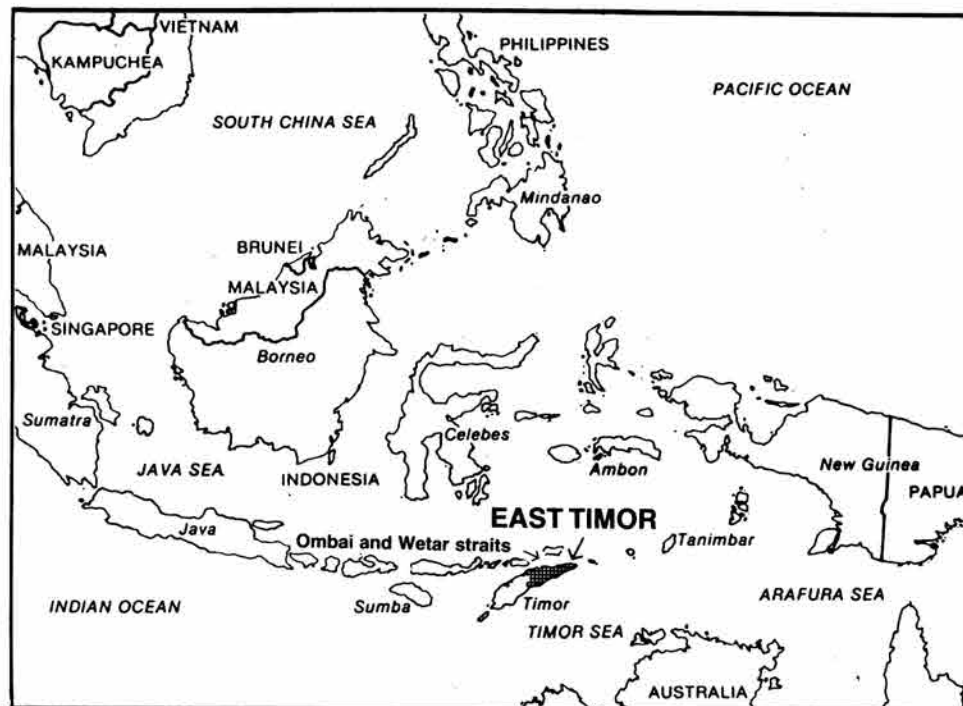 VIETNAM
KAMPUCHEA
PHILIPPINES
PACIFIC OCEAN
SOUTH CHINA SEA
Mindanao
MALAYSIA
BRUNEI
MALAYSIA
SINGAPORE
Borneo
Sumatra
Celebes
JAVA SEA
INDONESIA
Ambon
New Guinea
PAPUA
Java
EAST TIMOR
Tanimbar
Ombai and Wetar straits
INDIAN OCEAN
Sumba
Timor
ARAFURA SEA
TIMOR SEA
AUSTRALIA